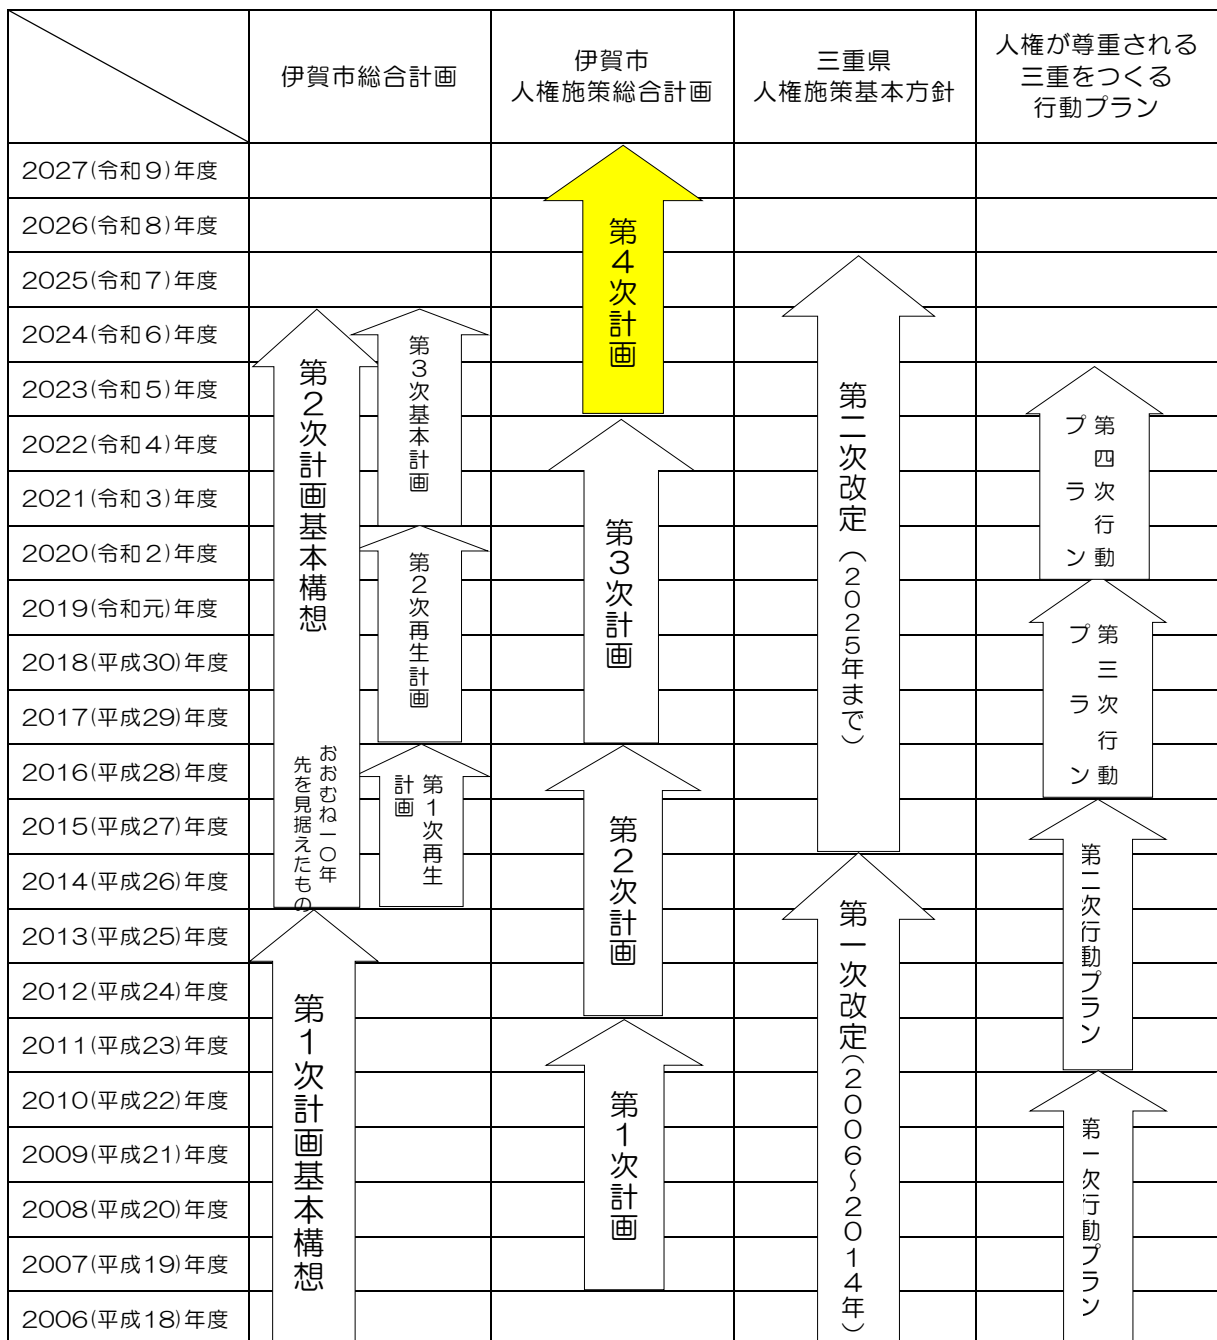 伊賀市総合計画
伊賀市
人権施策総合計画
三重県
人権施策基本方針
人権が尊重される
三重をつくる
行動プラン
2027(令和9)年度
2026(令和8)年度
2025(令和7)年度
2024(令和6)年度
2023(令和5)年度
2022(令和4)年度
2021(令和3)年度
2020(令和2)年度
2019(令和元)年度
2018(平成30)年度
2017(平成29)年度
2016(平成28)年度
2015(平成27)年度
2014(平成26)年度
2013(平成25)年度
2012(平成24)年度
2011(平成23)年度
2010(平成22)年度
2009(平成21)年度
2008(平成20)年度
2007(平成19)年度
2006(平成18)年度
第2次計画基本構想
おおむね一〇年
先を見据えたもの
第1次計画基本構想
第3次基本計画
第2次再生計画
第1次再生
計画
第4次計画
第3次計画
第2次計画
第1次計画
第二次改定(2025年まで)
第一次改定(2006~2014年)
第四次行動
プラン
第三次行動
プラン
第二次行動プラン
第一次行動プラン